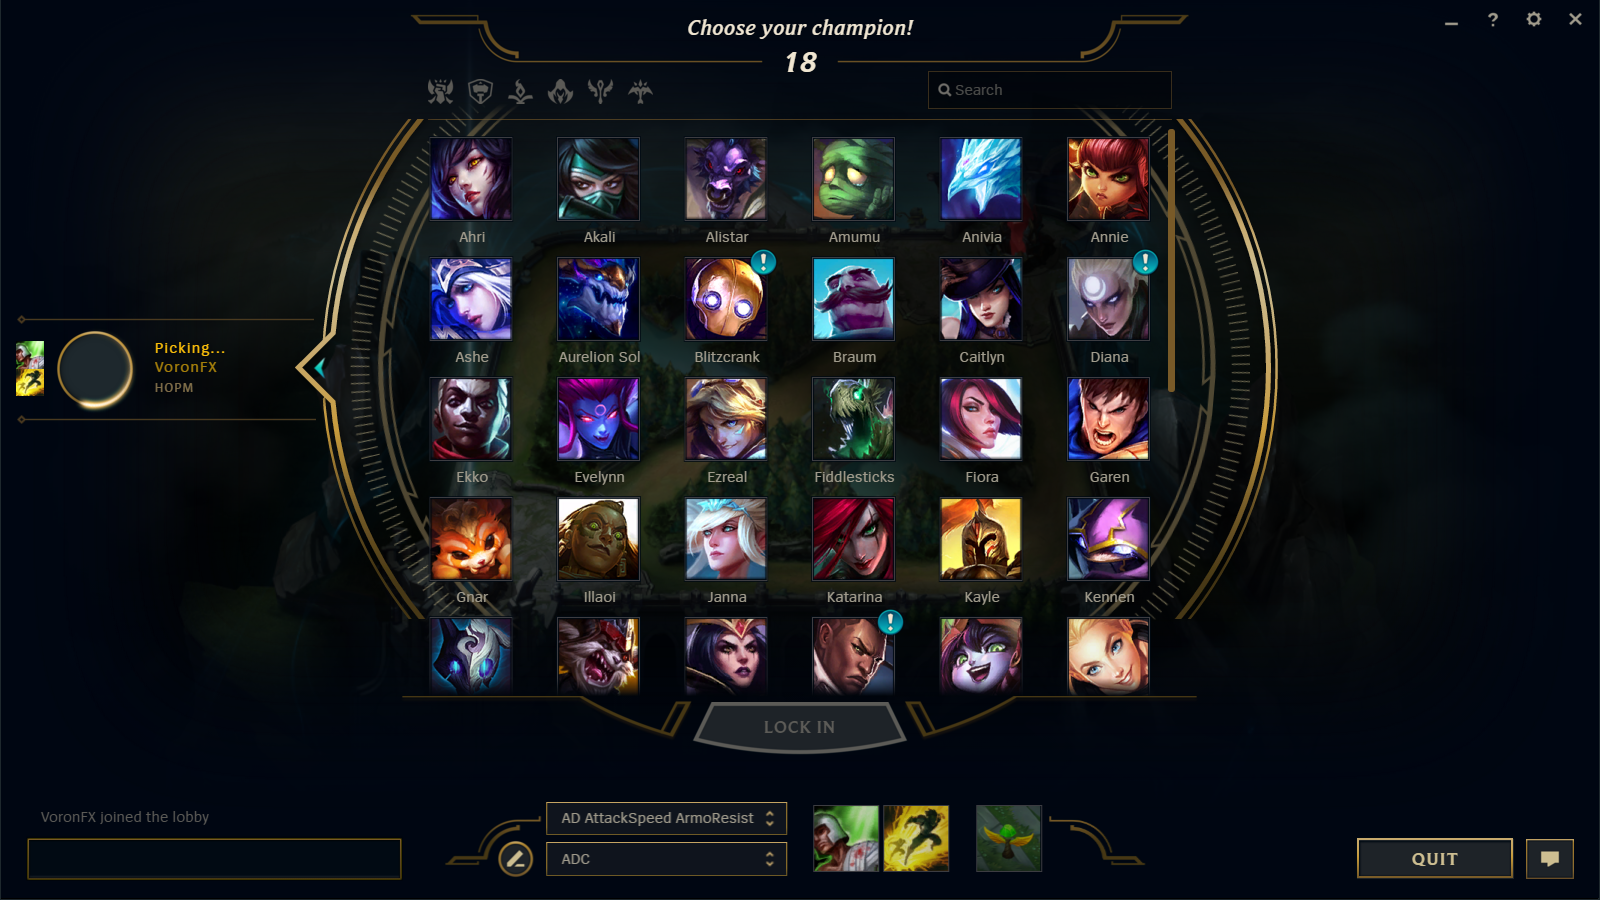 Choose your champion!
18
Search
Ahri
Akali
Alistar
Amumu
Anivia
Annie
Ashe
Aurelion Sol
Blitzcrank
Braum
Caitlyn
Diana
Picking...
VoronFX
НОРМ
Ekko
Evelynn
Ezreal
Fiddlesticks
Fiora
Garen
Gnar
Illaoi
Janna
Katarina
Kayle
Kennen
LOCK IN
VoronFX joined the lobby
AD AttackSpeed ArmoResist
ADC
QUIT